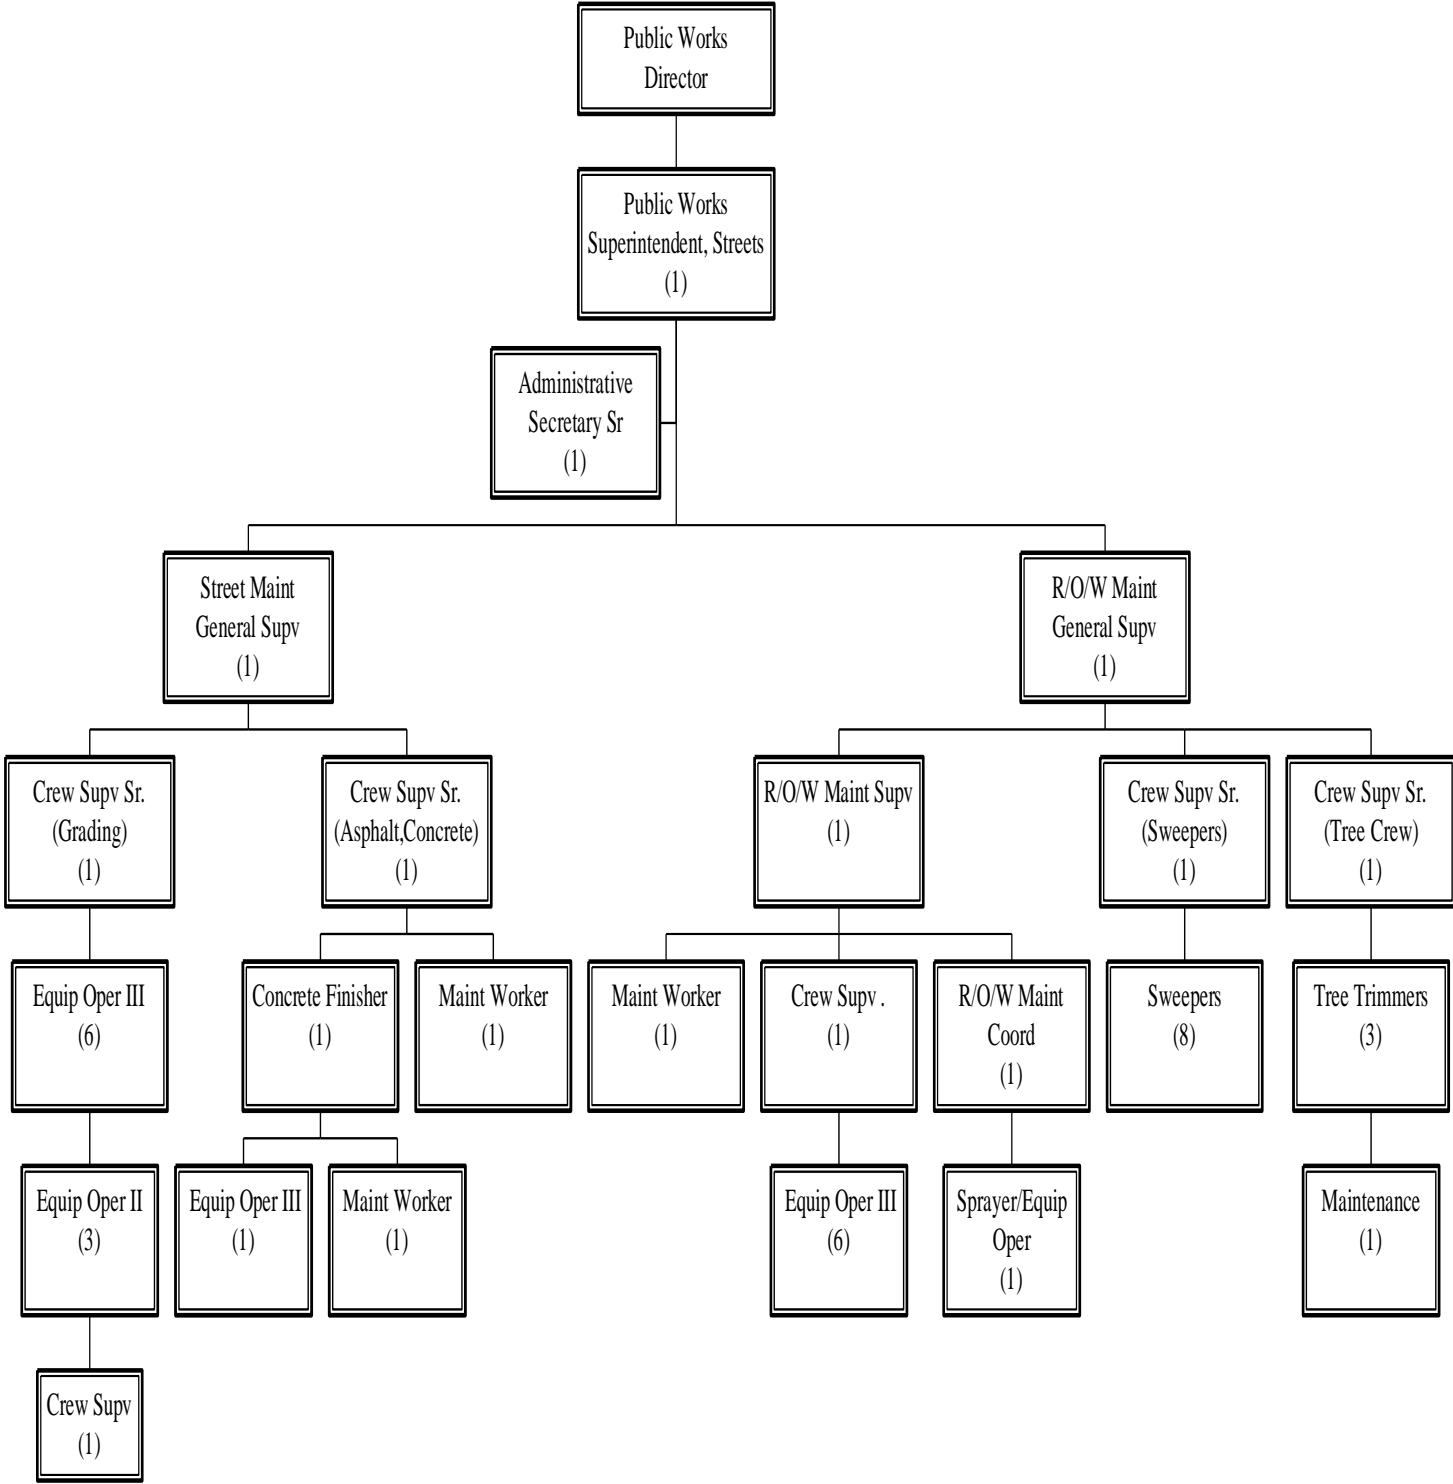 Public Works
Director
Public Works
Superintendent, Streets
(1)
Administrative
Secretary Sr
(1)
Street Maint
General Supv
(1)
R/O/W Maint
General Supv
(1)
Crew Supv Sr.
(Grading)
(1)
Crew Supv Sr.
(Asphalt,Concrete)
(1)
R/O/W Maint Supv
(1)
Crew Supv Sr.
(Sweepers)
(1)
Crew Supv Sr.
(Tree Crew)
(1)
Equip Oper III
(6)
Concrete Finisher
(1)
Maint Worker
(1)
Maint Worker
(1)
Crew Supv .
(1)
R/O/W Maint
Coord
(1)
Sweepers
(8)
Tree Trimmers
(3)
Equip Oper II
(3)
Equip Oper III
(1)
Maint Worker
(1)
Equip Oper III
(6)
Sprayer/Equip
Oper
(1)
Maintenance
(1)
Crew Supv
(1)